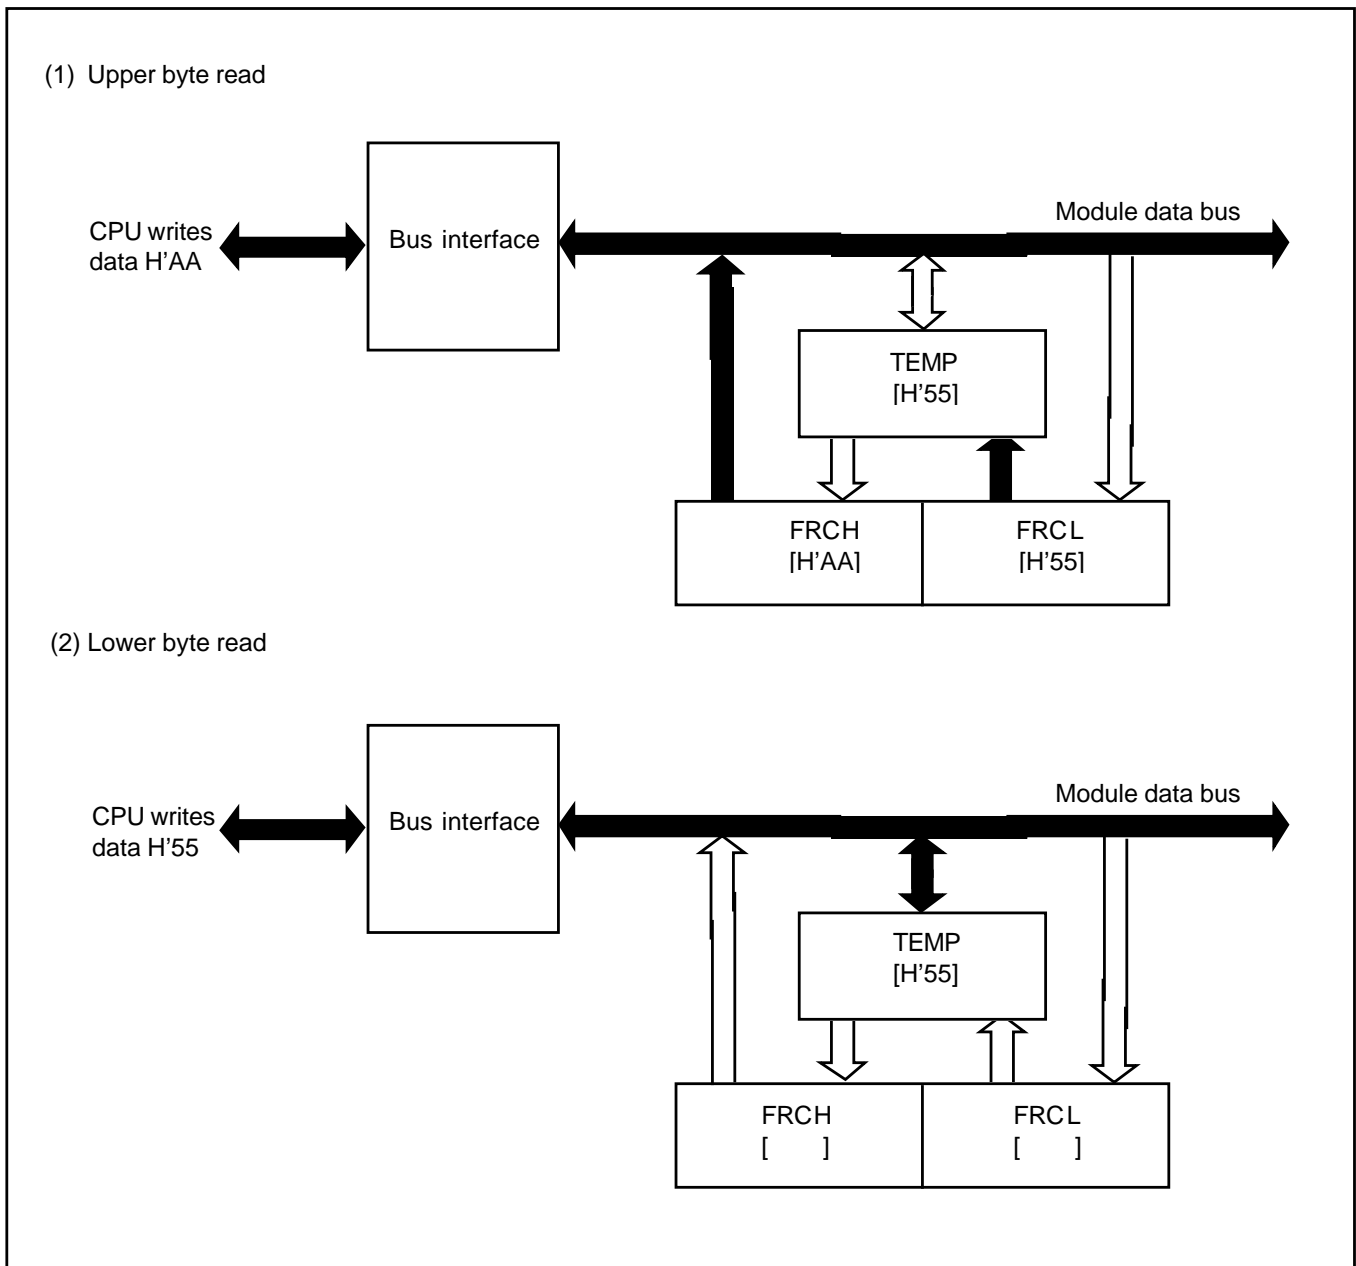 (1) Upper byte read
Module data bus
CPU writes
data H'AA
Bus interface
TEMP
[H'55]
FRCH
[H'AA]
FRCL
[H'55]
(2) Lower byte read
Module data bus
CPU writes
data H'55
Bus interface
TEMP
[H'55]
FRCH
[ ]
FRCL
[ ]